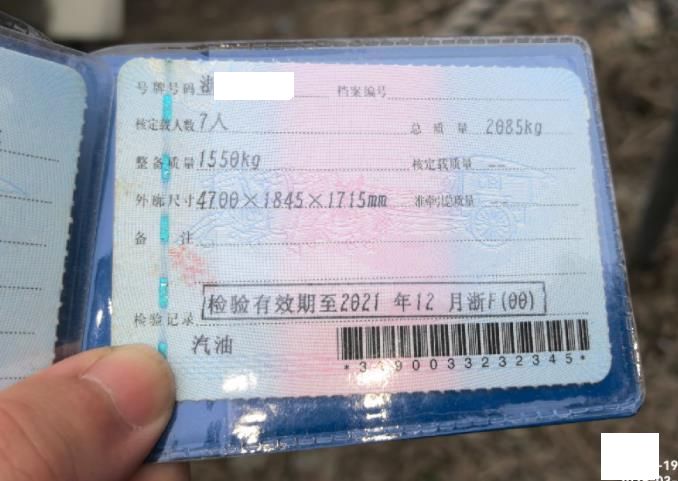 号牌号码 浙 档案编号
核定载人数 7人 总质量 2085kg
整备质量 1550kg 核定载质量 --
外廓尺寸 4700×1845×1715mm 准牵引总质量 --
备注
检验有效期至2021年12月浙F(00)
检验记录
汽油
*3390033232345*
-19